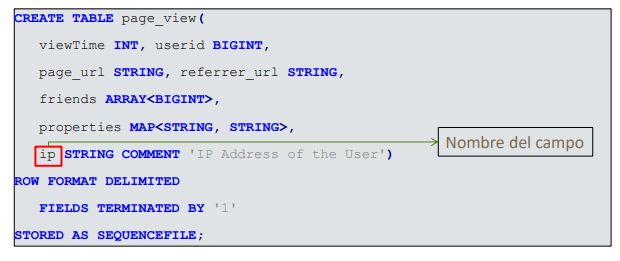 CREATE TABLE page_view(
viewTime INT, userid BIGINT,
page_url STRING, referrer_url STRING,
friends ARRAY<BIGINT>,
properties MAP<STRING, STRING>,
Nombre del campo
ip STRING COMMENT 'IP Address of the User')
ROW FORMAT DELIMITED
FIELDS TERMINATED BY '1'
STORED AS SEQUENCEFILE;